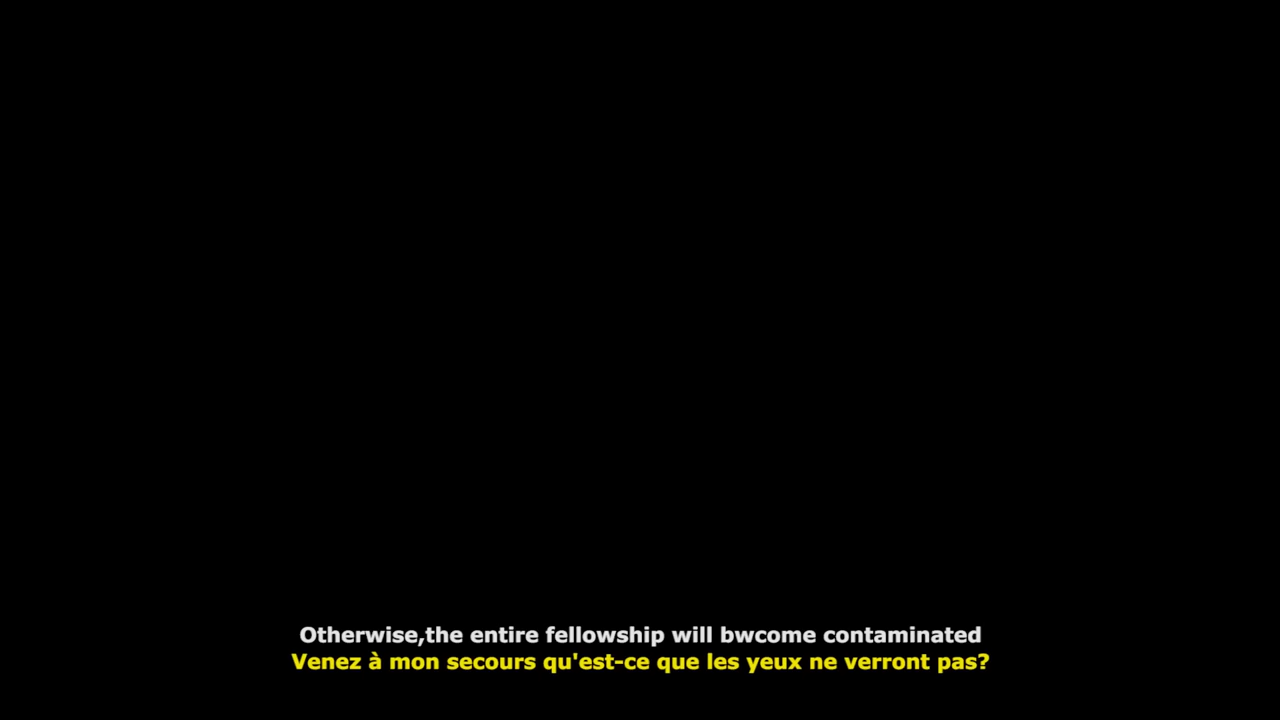 Otherwise,the entire fellowship will bwcome contaminated
Venez à mon secours qu'est-ce que les yeux ne verront pas?